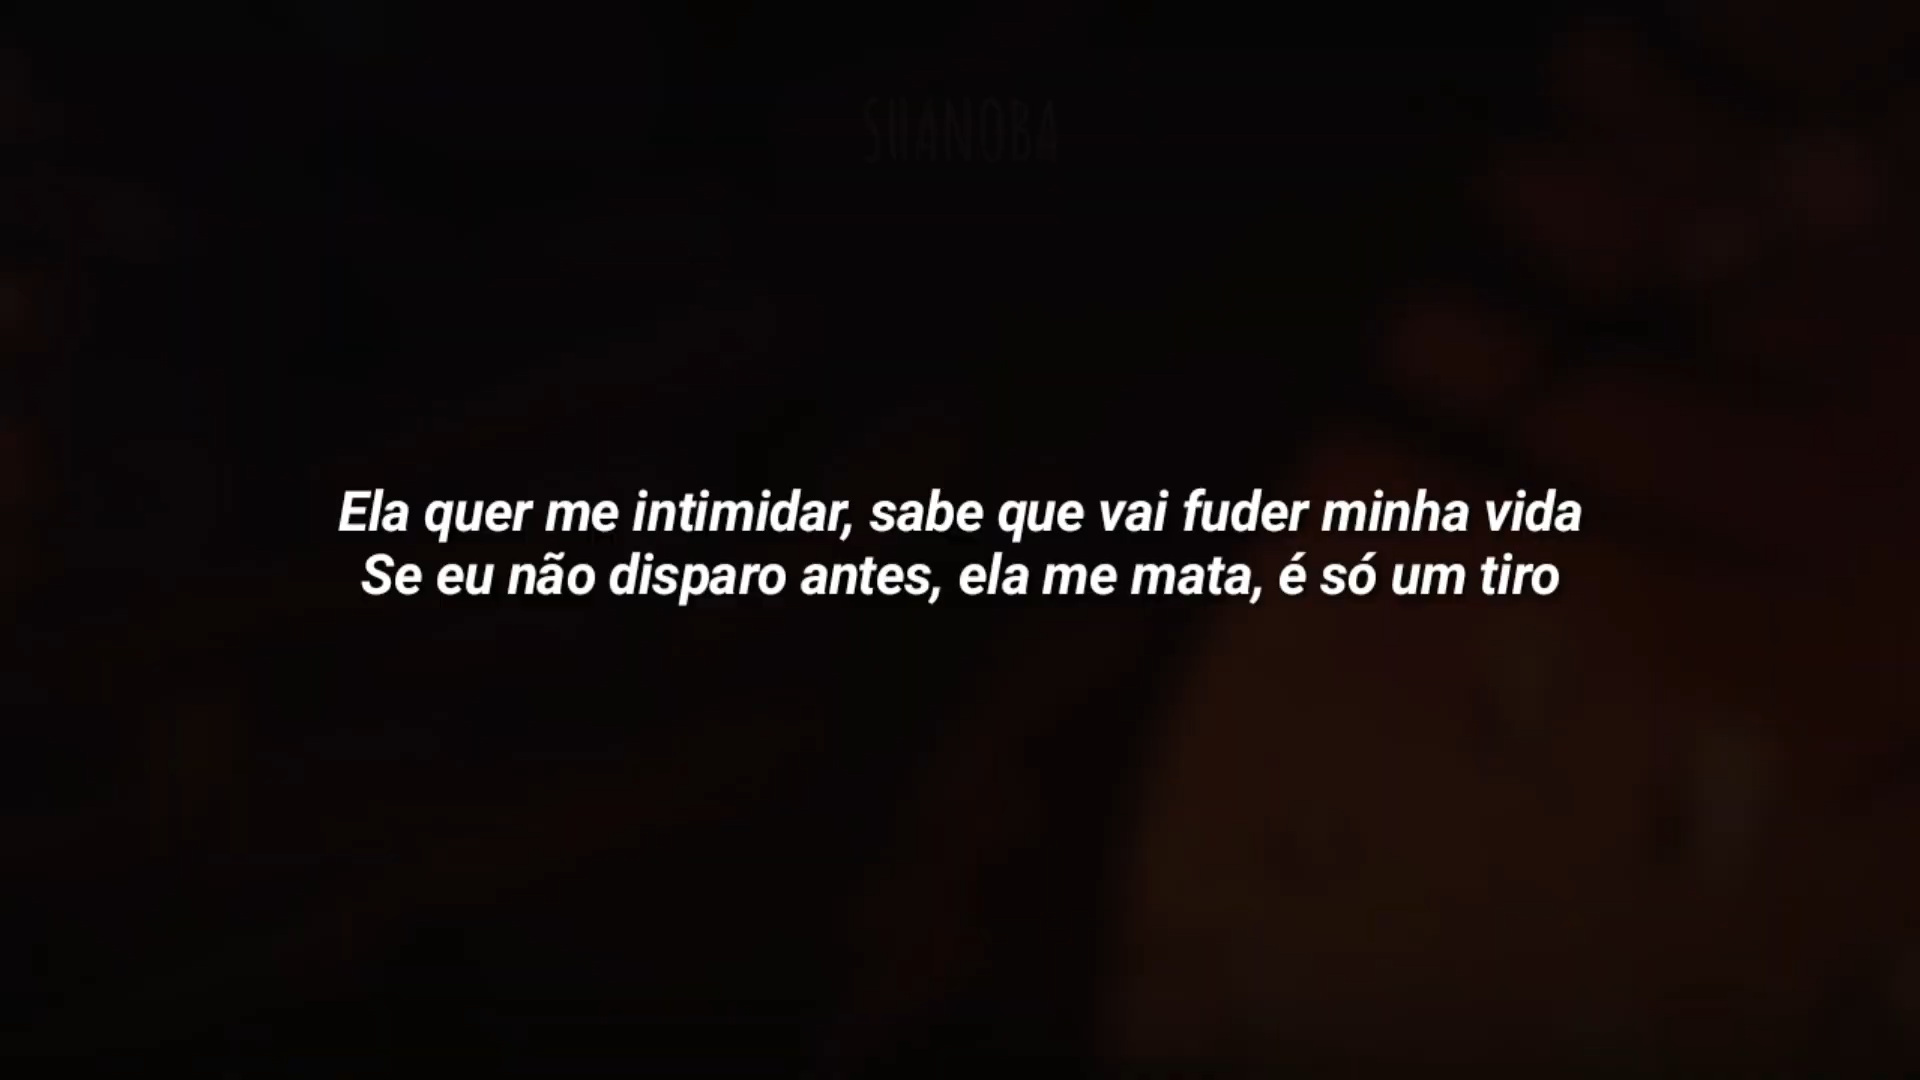 SUANOBA
Ela quer me intimidar, sabe que vai fuder minha vida
Se eu não disparo antes, ela me mata, é só um tiro